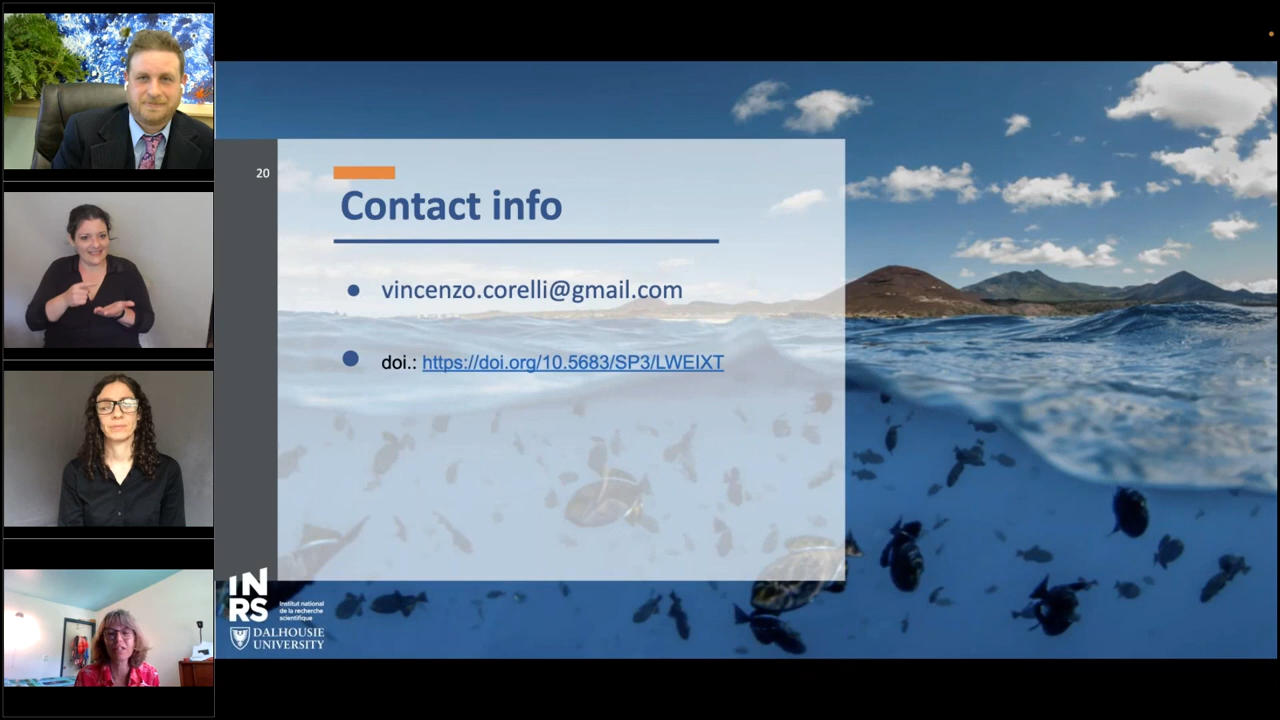 20
Contact info
vincenzo.corelli@gmail.com
doi.: https://doi.org/10.5683/SP3/LWEIXT
INRS
Institut national
de la recherche
scientifique
DALHOUSIE
UNIVERSITY